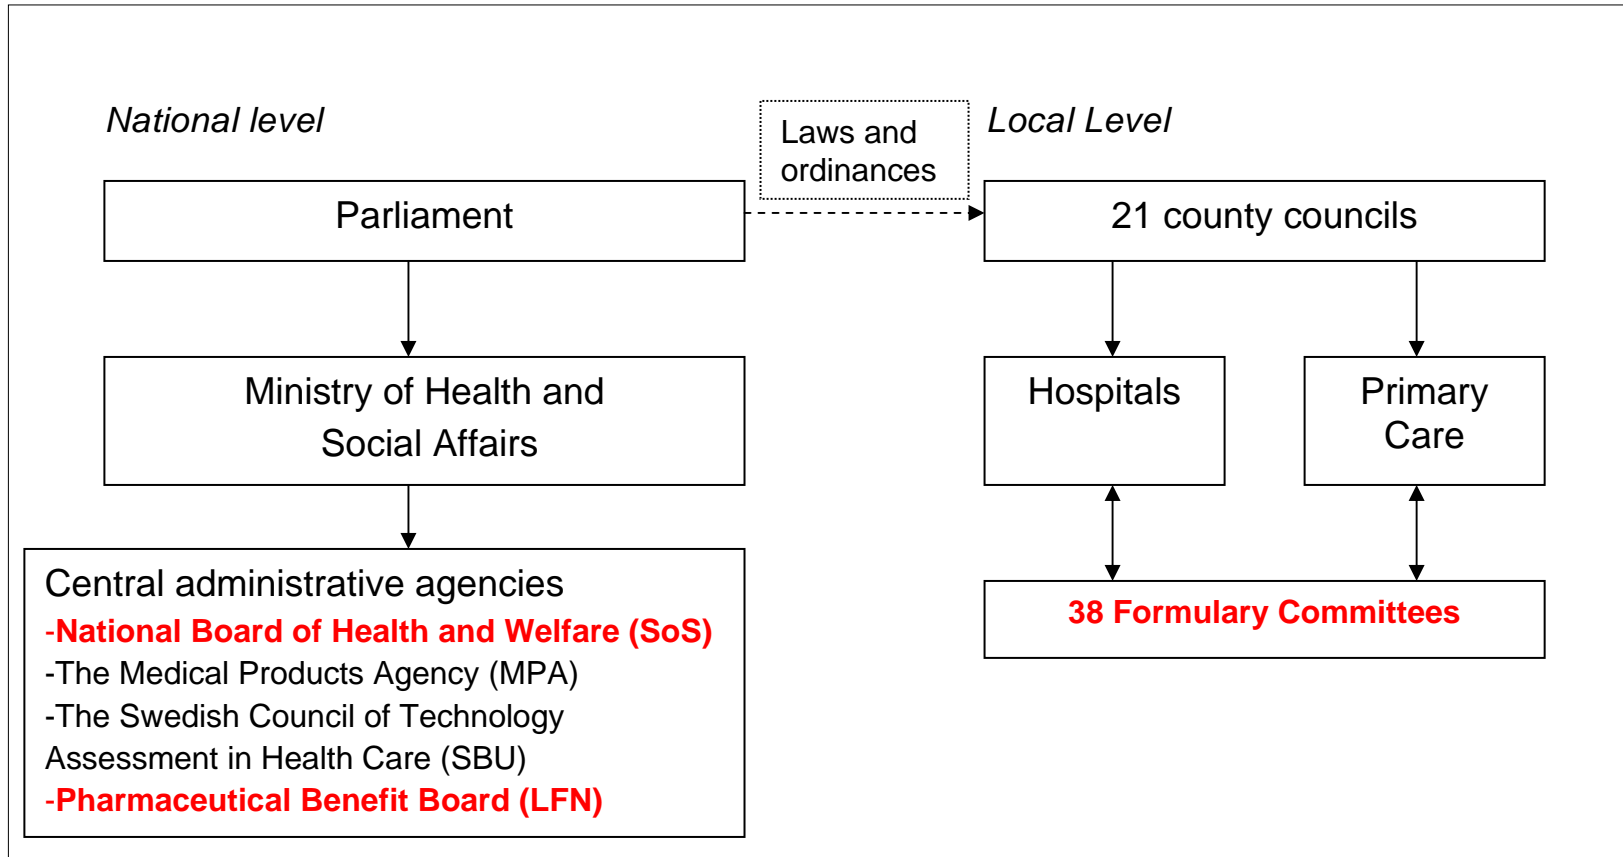 National level
Laws and
ordinances
Local Level
Parliament
21 county councils
Ministry of Health and
Social Affairs
Hospitals
Primary
Care
Central administrative agencies
-National Board of Health and Welfare (SoS)
-The Medical Products Agency (MPA)
-The Swedish Council of Technology
Assessment in Health Care (SBU)
-Pharmaceutical Benefit Board (LFN)
38 Formulary Committees